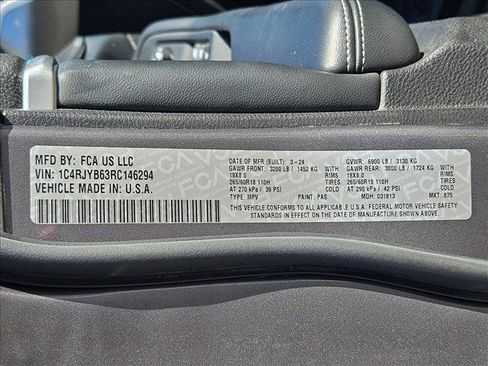 MFD BY: FCA US LLC
VIN: 1C4RJYB63RC146294
VEHICLE MADE IN: U.S.A.
DATE OF MFR (BUILT): 3-24 GVWR: 6900 LB / 3130 KG
GAWR FRONT: 3200 LB / 1452 KG WITH GAWR REAR: 3800 LB / 1724 KG WITH
18X8.0 RIMS 18X8.0 RIMS
265/60R18 110H TIRES 265/60R18 110H TIRES
AT 270 kPa / 39 PSI AT 290 kPa / 42 PSI
TYPE: MPV PAINT: MDH: 031813 MKT: 875
THIS VEHICLE CONFORMS TO ALL APPLICABLE U.S.A. FEDERAL MOTOR VEHICLE SAFETY
STANDARDS IN EFFECT ON THE DATE OF MANUFACTURE SHOWN ABOVE.